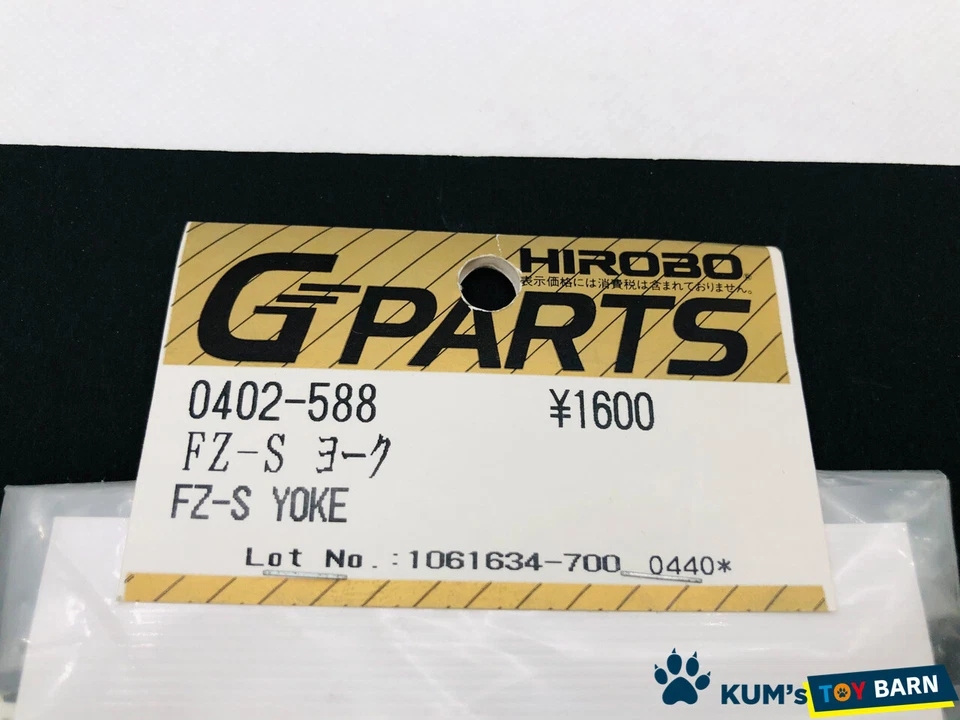 HIROBO
表示価格には消費税は含まれておりません。
G PARTS
0402-588 ¥1600
FZ-S ヨーク
FZ-S YOKE
Lot No.:1061634-700 0440*
KUM's TOY BARN